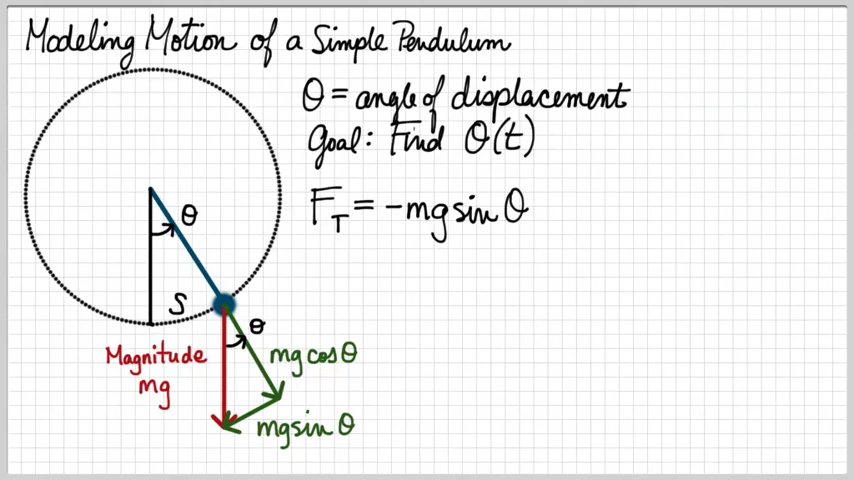 Modeling Motion of a Simple Pendulum
θ = angle of displacement
Goal: Find θ(t)
F_T = -mg sin θ
θ
S
θ
Magnitude
mg
mg cos θ
mg sin θ